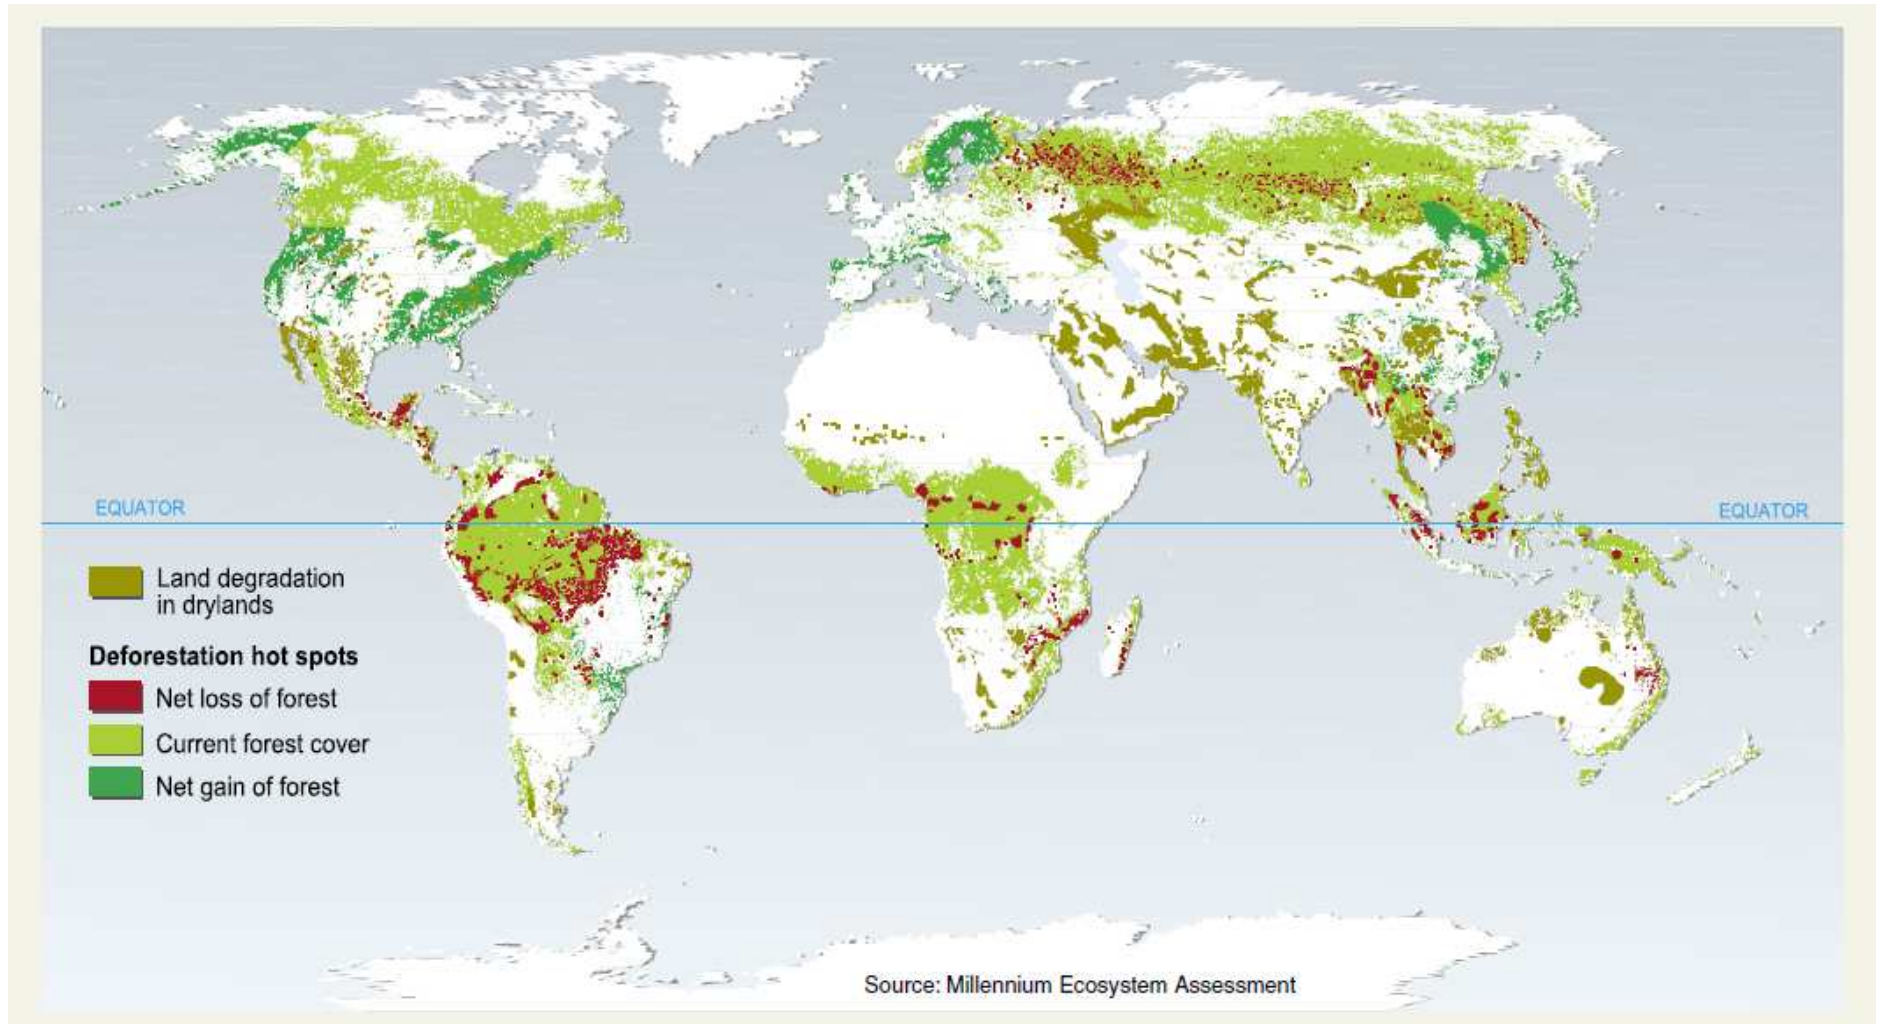 EQUATOR
EQUATOR
Land degradation
in drylands
Deforestation hot spots
Net loss of forest
Current forest cover
Net gain of forest
Source: Millennium Ecosystem Assessment